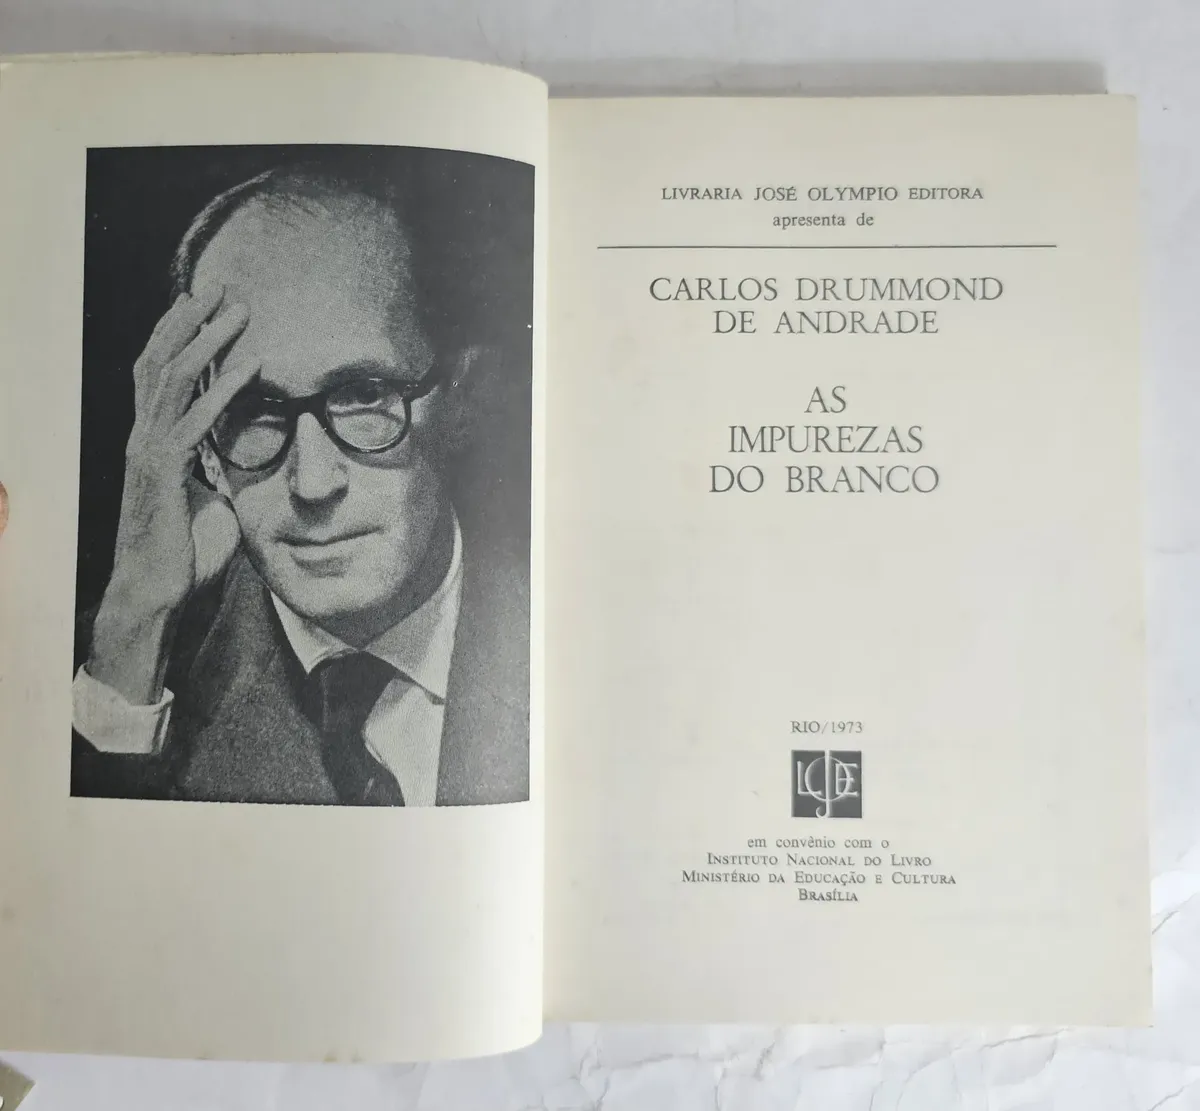 LIVRARIA JOSÉ OLYMPIO EDITORA
apresenta de
CARLOS DRUMMOND
DE ANDRADE
AS
IMPUREZAS
DO BRANCO
RIO/1973
LJOE
em convênio com o
INSTITUTO NACIONAL DO LIVRO
MINISTÉRIO DA EDUCAÇÃO E CULTURA
BRASÍLIA